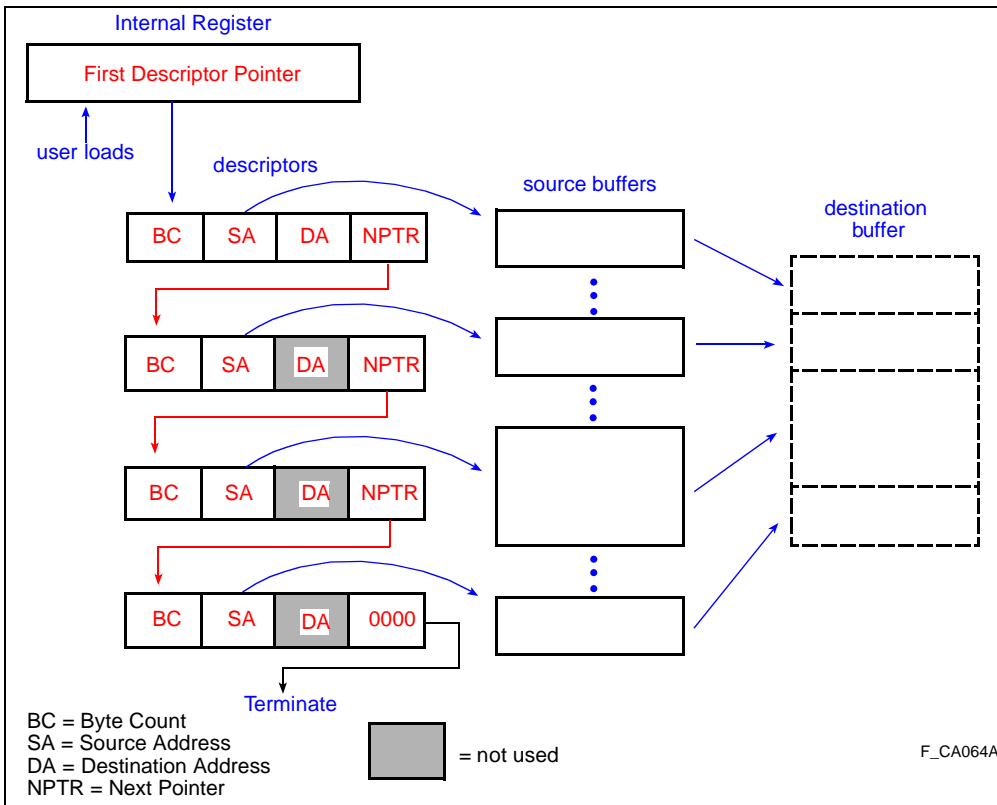 Internal Register
First Descriptor Pointer
user loads
descriptors
source buffers
destination
buffer
BC SA DA NPTR
BC SA DA NPTR
BC SA DA NPTR
BC SA DA 0000
Terminate
BC = Byte Count
SA = Source Address
DA = Destination Address
NPTR = Next Pointer
= not used
F_CA064A